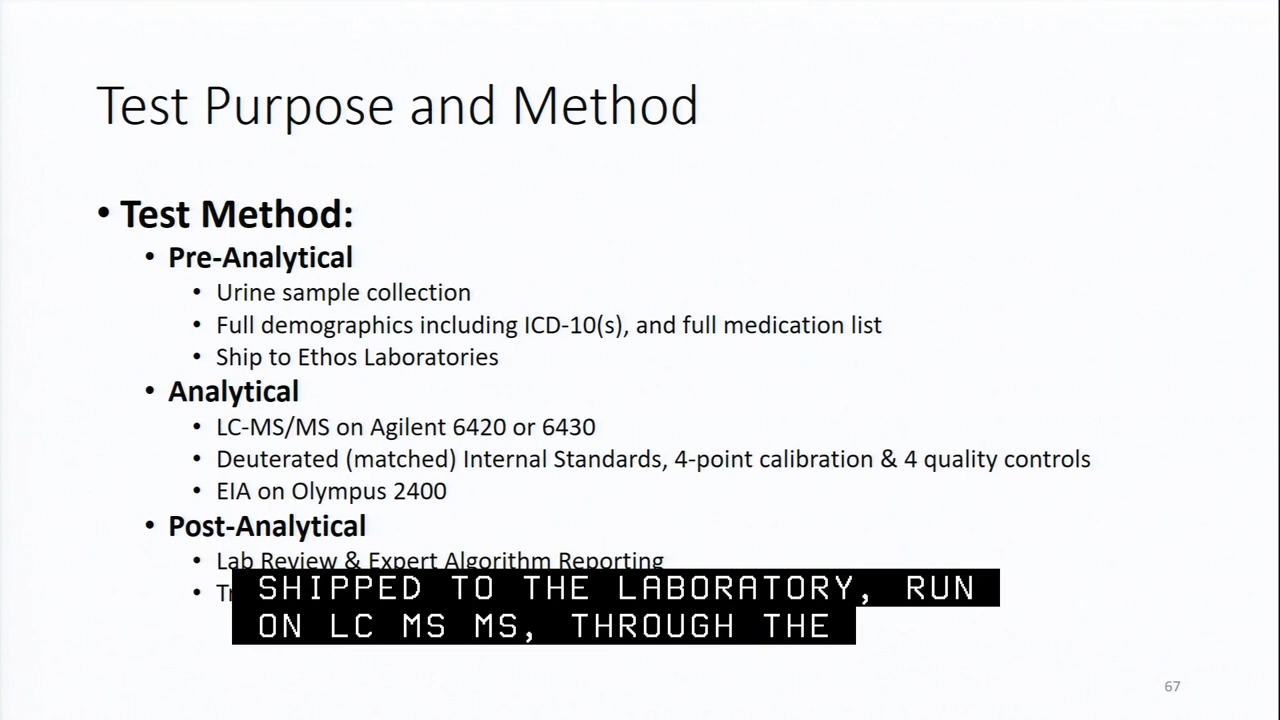 Test Purpose and Method
• Test Method:
• Pre-Analytical
• Urine sample collection
• Full demographics including ICD-10(s), and full medication list
• Ship to Ethos Laboratories
• Analytical
• LC-MS/MS on Agilent 6420 or 6430
• Deuterated (matched) Internal Standards, 4-point calibration & 4 quality controls
• EIA on Olympus 2400
• Post-Analytical
• Lab Review & Expert Algorithm Reporting
SHIPPED TO THE LABORATORY, RUN
ON LC MS MS, THROUGH THE
67